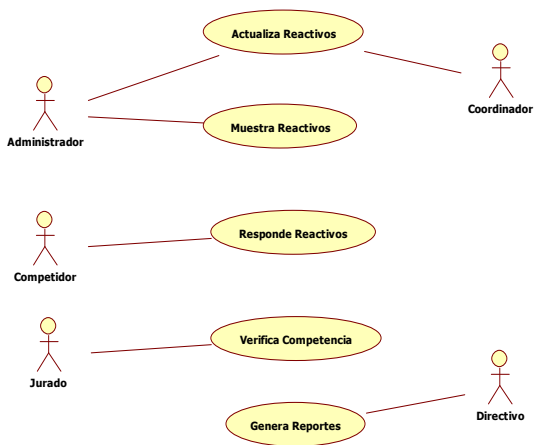 Actualiza Reactivos
Coordinador
Administrador
Muestra Reactivos
Responde Reactivos
Competidor
Verifica Competencia
Jurado
Directivo
Genera Reportes